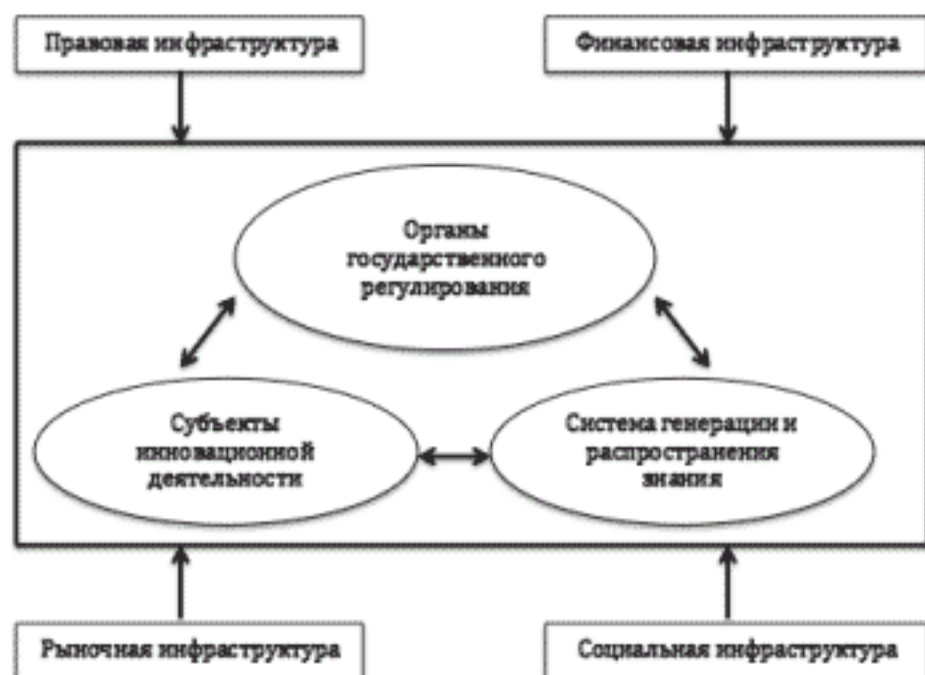 Правовая инфраструктура
Финансовая инфраструктура
Органы
государственного
регулирования
Субъекты
инновационной
деятельности
Система генерации и
распространения
знания
Рыночная инфраструктура
Социальная инфраструктура